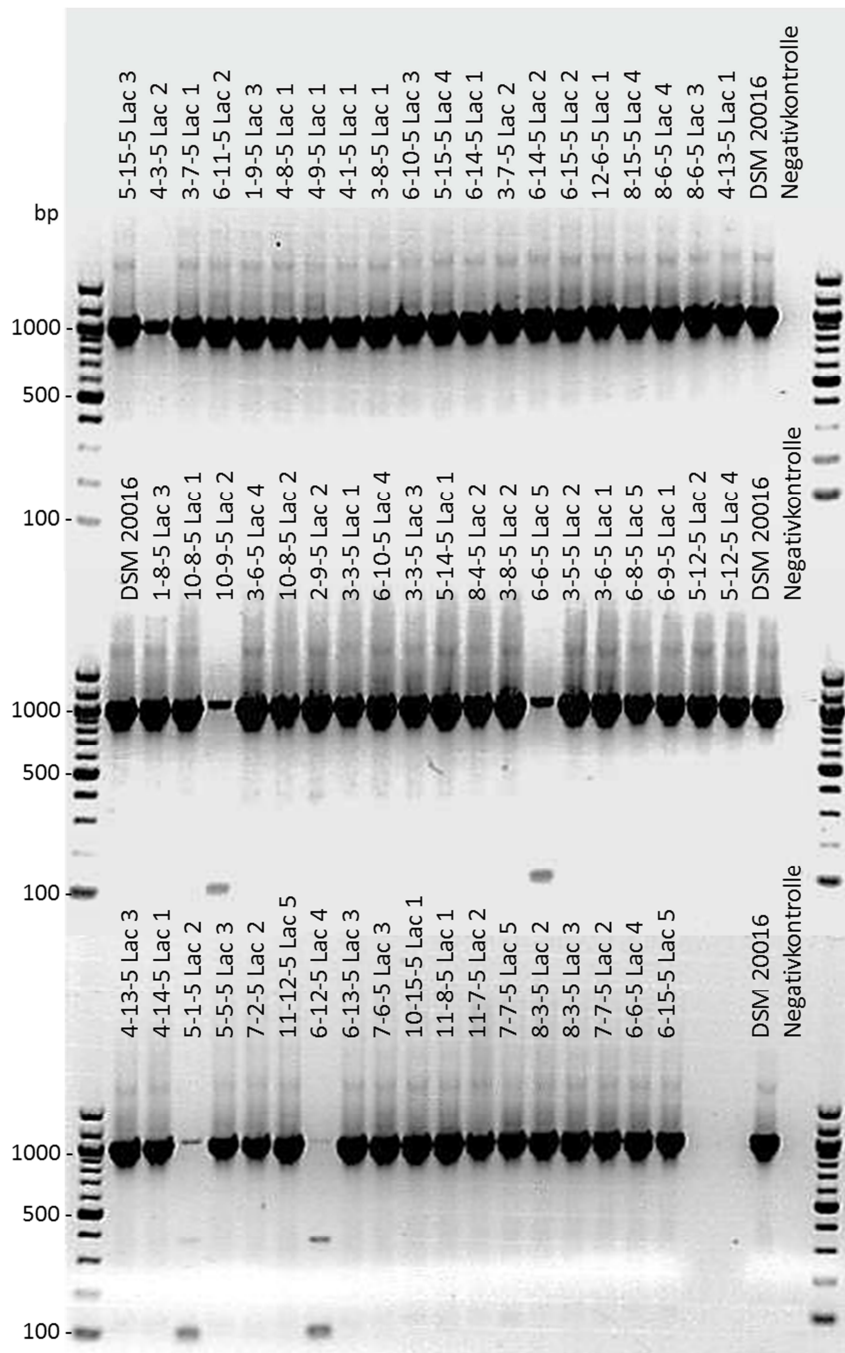 5-15-5 Lac 3
4-3-5 Lac 2
3-7-5 Lac 1
6-11-5 Lac 2
1-9-5 Lac 3
4-8-5 Lac 1
4-9-5 Lac 1
4-1-5 Lac 1
3-8-5 Lac 1
6-10-5 Lac 3
5-15-5 Lac 4
6-14-5 Lac 1
3-7-5 Lac 2
6-14-5 Lac 2
6-15-5 Lac 2
12-6-5 Lac 1
8-15-5 Lac 4
8-6-5 Lac 4
8-6-5 Lac 3
4-13-5 Lac 1
DSM 20016
Negativkontrolle
bp
1000 -
500 -
100 -
DSM 20016
1-8-5 Lac 3
10-8-5 Lac 1
10-9-5 Lac 2
3-6-5 Lac 4
10-8-5 Lac 2
2-9-5 Lac 2
3-3-5 Lac 1
6-10-5 Lac 4
3-3-5 Lac 3
5-14-5 Lac 1
8-4-5 Lac 2
3-8-5 Lac 2
6-6-5 Lac 5
3-5-5 Lac 2
3-6-5 Lac 1
6-8-5 Lac 5
6-9-5 Lac 1
5-12-5 Lac 2
5-12-5 Lac 4
DSM 20016
Negativkontrolle
1000 -
500 -
100 -
4-13-5 Lac 3
4-14-5 Lac 1
5-1-5 Lac 2
5-5-5 Lac 3
7-2-5 Lac 2
11-12-5 Lac 5
6-12-5 Lac 4
6-13-5 Lac 3
7-6-5 Lac 3
10-15-5 Lac 1
11-8-5 Lac 1
11-7-5 Lac 2
7-7-5 Lac 5
8-3-5 Lac 2
8-3-5 Lac 3
7-7-5 Lac 2
6-6-5 Lac 4
6-15-5 Lac 5
DSM 20016
Negativkontrolle
1000 -
500 -
100 -